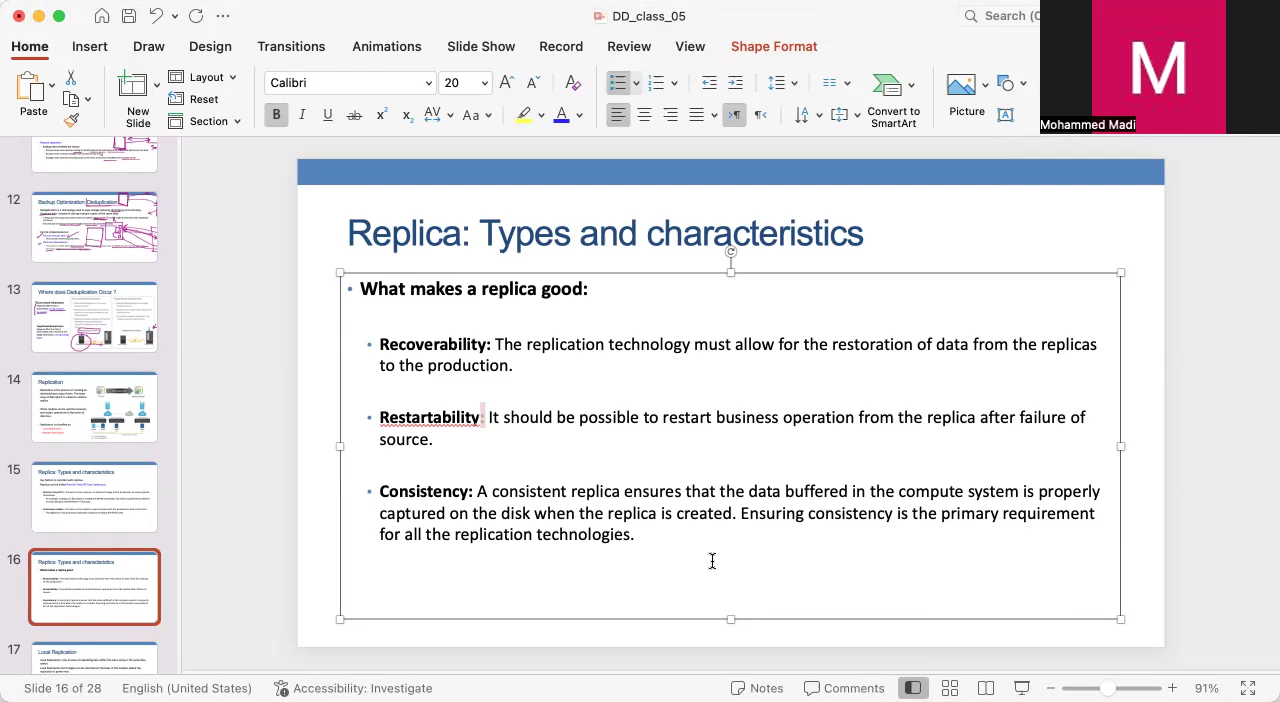 DD_class_05
Search (C
Home Insert Draw Design Transitions Animations Slide Show Record Review View Shape Format
Paste
New
Slide
Layout
Reset
Section
Calibri
20
B I U ab x² x₂ AV Aa A
Convert to
SmartArt
Picture
M
Mohammed Madi
12
Backup Optimization: Deduplication
13
Where does Deduplication Occur ?
14
Replication
15
Replica: Types and characteristics
16
Replica: Types and characteristics
17
Local Replication
Replica: Types and characteristics
• What makes a replica good:
• Recoverability: The replication technology must allow for the restoration of data from the replicas
to the production.
• Resartability: It should be possible to restart business operation from the replica after failure of
source.
• Consistency: A consistent replica ensures that the data buffered in the compute system is properly
captured on the disk when the replica is created. Ensuring consistency is the primary requirement
for all the replication technologies.
Slide 16 of 28 English (United States) Accessibility: Investigate Notes Comments 91%